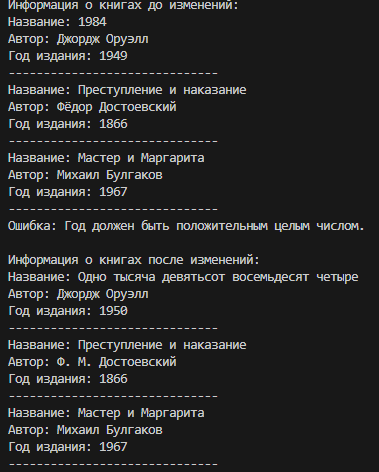 Информация о книгах до изменений:
Название: 1984
Автор: Джордж Оруэлл
Год издания: 1949
------------------------------
Название: Преступление и наказание
Автор: Фёдор Достоевский
Год издания: 1866
------------------------------
Название: Мастер и Маргарита
Автор: Михаил Булгаков
Год издания: 1967
------------------------------
Ошибка: Год должен быть положительным целым числом.

Информация о книгах после изменений:
Название: Одно тысяча девятьсот восемьдесят четыре
Автор: Джордж Оруэлл
Год издания: 1950
------------------------------
Название: Преступление и наказание
Автор: Ф. М. Достоевский
Год издания: 1866
------------------------------
Название: Мастер и Маргарита
Автор: Михаил Булгаков
Год издания: 1967
------------------------------